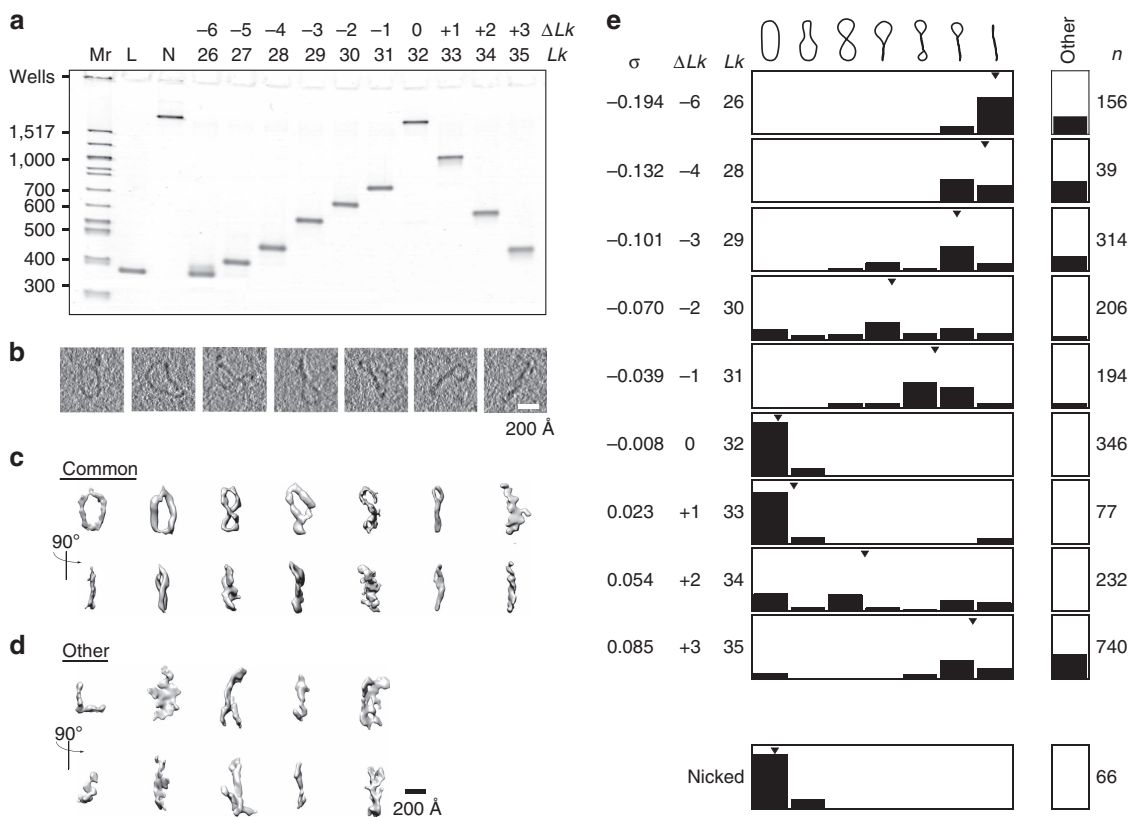 a
–6 –5 –4 –3 –2 –1 0 +1 +2 +3 ΔLk
Mr L N 26 27 28 29 30 31 32 33 34 35 Lk
Wells
1,517
1,000
700
600
500
400
300
b
200 Å
c
Common
90°
d
Other
90°
200 Å
e
Other
σ ΔLk Lk n
–0.194 –6 26 156
–0.132 –4 28 39
–0.101 –3 29 314
–0.070 –2 30 206
–0.039 –1 31 194
–0.008 0 32 346
0.023 +1 33 77
0.054 +2 34 232
0.085 +3 35 740
Nicked 66